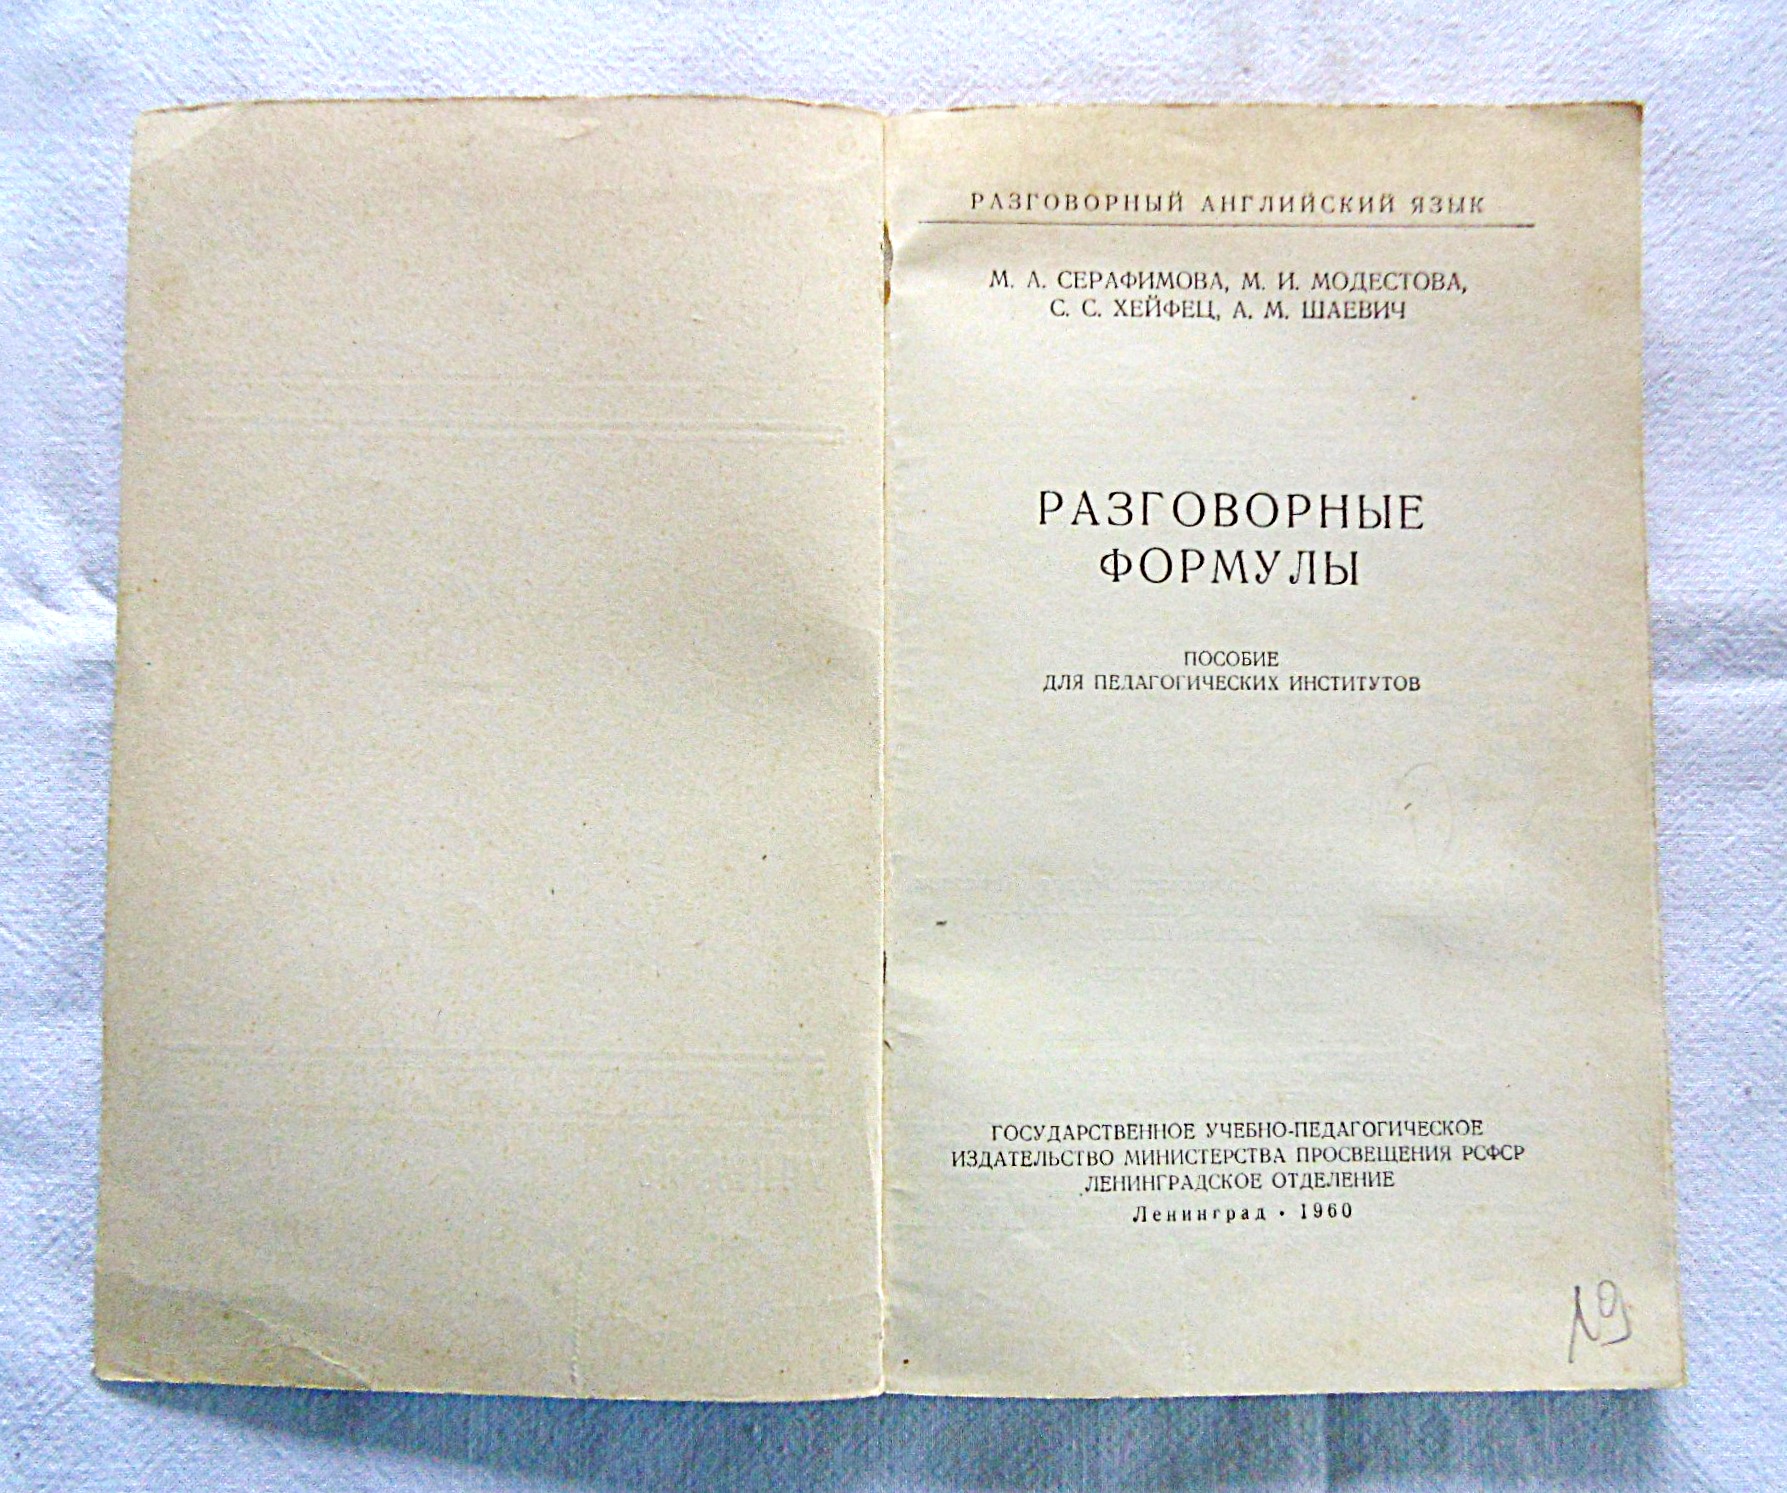 РАЗГОВОРНЫЙ АНГЛИЙСКИЙ ЯЗЫК
М. А. СЕРАФИМОВА, М. И. МОДЕСТОВА,
С. С. ХЕЙФЕЦ, А. М. ШАЕВИЧ
РАЗГОВОРНЫЕ
ФОРМУЛЫ
ПОСОБИЕ
ДЛЯ ПЕДАГОГИЧЕСКИХ ИНСТИТУТОВ
ГОСУДАРСТВЕННОЕ УЧЕБНО-ПЕДАГОГИЧЕСКОЕ
ИЗДАТЕЛЬСТВО МИНИСТЕРСТВА ПРОСВЕЩЕНИЯ РСФСР
ЛЕНИНГРАДСКОЕ ОТДЕЛЕНИЕ
Ленинград • 1960
19